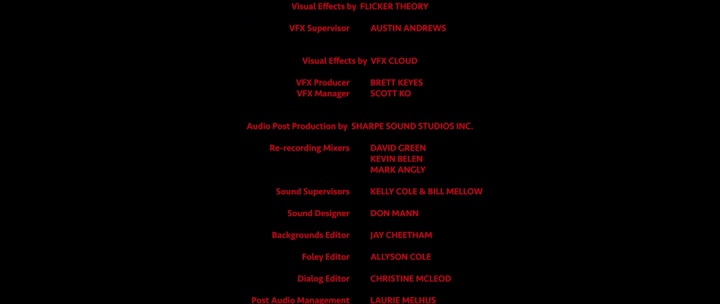 Visual Effects by FLICKER THEORY
VFX Supervisor AUSTIN ANDREWS
Visual Effects by VFX CLOUD
VFX Producer BRETT KEYES
VFX Manager SCOTT KO
Audio Post Production by SHARPE SOUND STUDIOS INC.
Re-recording Mixers DAVID GREEN
KEVIN BELEN
MARK ANGLY
Sound Supervisors KELLY COLE & BILL MELLOW
Sound Designer DON MANN
Backgrounds Editor JAY CHEETHAM
Foley Editor ALLYSON COLE
Dialog Editor CHRISTINE MCLEOD
Post Audio Management LAURIE MELHUS